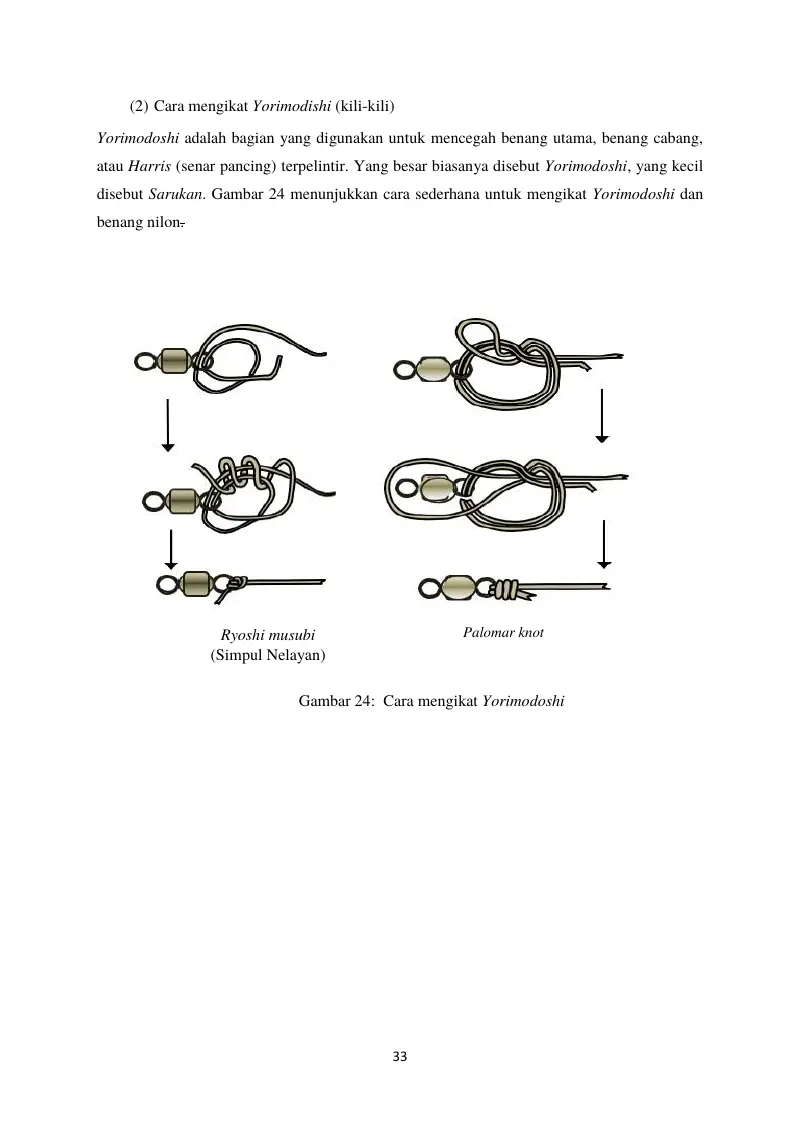 (2) Cara mengikat Yorimodishi (kili-kili)
Yorimodoshi adalah bagian yang digunakan untuk mencegah benang utama, benang cabang,
atau Harris (senar pancing) terpelintir. Yang besar biasanya disebut Yorimodoshi, yang kecil
disebut Sarukan. Gambar 24 menunjukkan cara sederhana untuk mengikat Yorimodoshi dan
benang nilon.
Ryoshi musubi
(Simpul Nelayan)
Palomar knot
Gambar 24: Cara mengikat Yorimodoshi
33